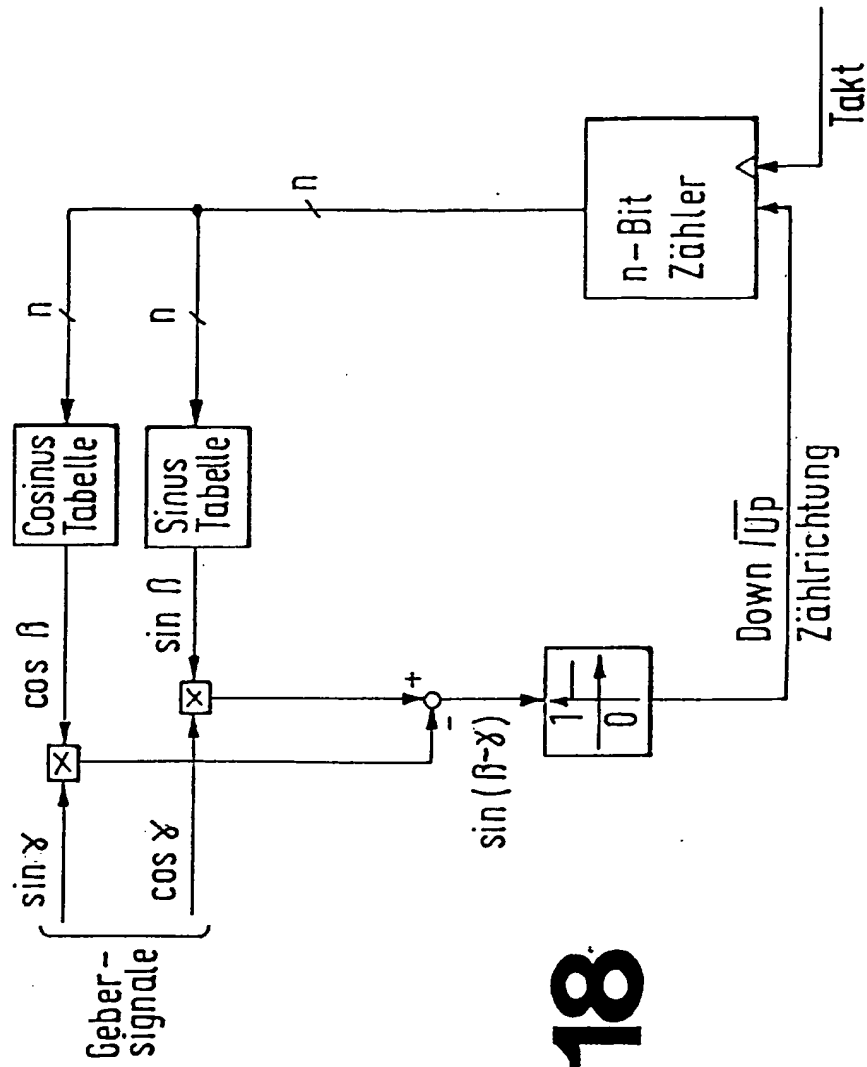 Geber-
signale
sin γ
cos γ
cos β
sin β
Cosinus
Tabelle
Sinus
Tabelle
n
n
n
×
×
+
-
sin(β-γ)
1
0
Down /U̅p̅
Zählrichtung
n-Bit
Zähler
Takt
18